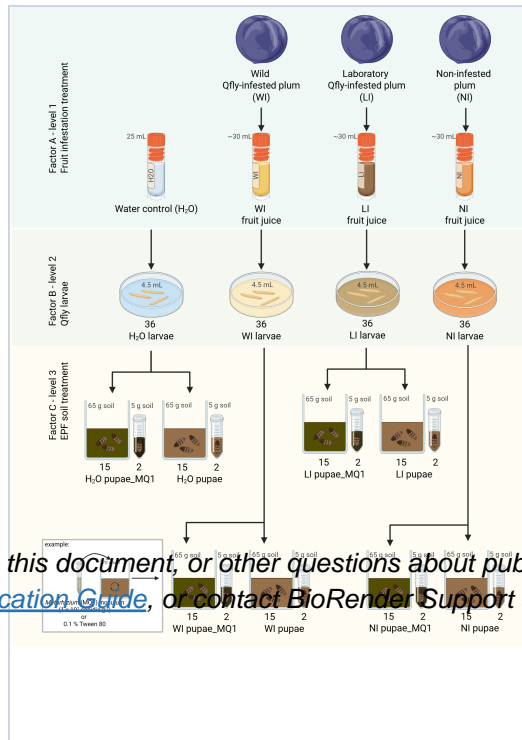 Factor A - level 1
Fruit infestation treatment
Wild
Qfly-infested plum
(WI)
Laboratory
Qfly-infested plum
(LI)
Non-infested
plum
(NI)
25 mL
~30 mL
~30 mL
~30 mL
H2O
WI
LI
NI
Water control (H₂O)
WI
fruit juice
LI
fruit juice
NI
fruit juice
Factor B - level 2
Qfly larvae
4.5 mL
4.5 mL
4.5 mL
4.5 mL
36
H₂O larvae
36
WI larvae
36
LI larvae
36
NI larvae
Factor C - level 3
EPF soil treatment
65 g soil
5 g soil
65 g soil
5 g soil
15
2
15
2
H₂O pupae_MQ1
H₂O pupae
65 g soil
5 g soil
65 g soil
5 g soil
15
2
15
2
LI pupae_MQ1
LI pupae
example:
or
0.1 % Tween 80
this document, or other questions about pub
cation Guide, or contact BioRender Support
65 g soil
5 g soil
65 g soil
5 g soil
15
2
15
2
WI pupae_MQ1
WI pupae
65 g soil
5 g soil
65 g soil
5 g soil
15
2
15
2
NI pupae_MQ1
NI pupae